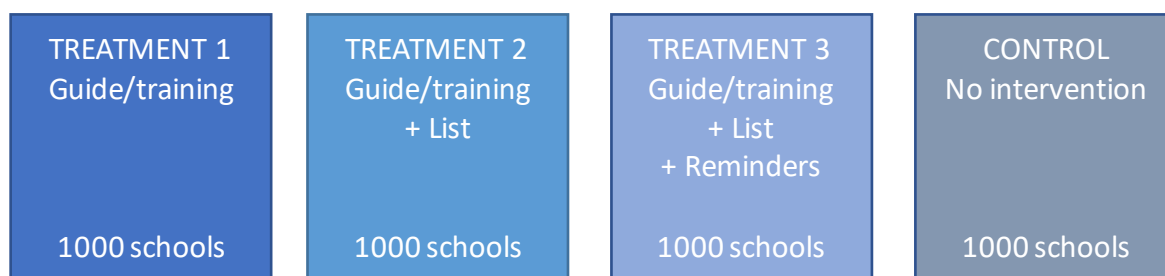 TREATMENT 1
Guide/training
1000 schools
TREATMENT 2
Guide/training
+ List
1000 schools
TREATMENT 3
Guide/training
+ List
+ Reminders
1000 schools
CONTROL
No intervention
1000 schools